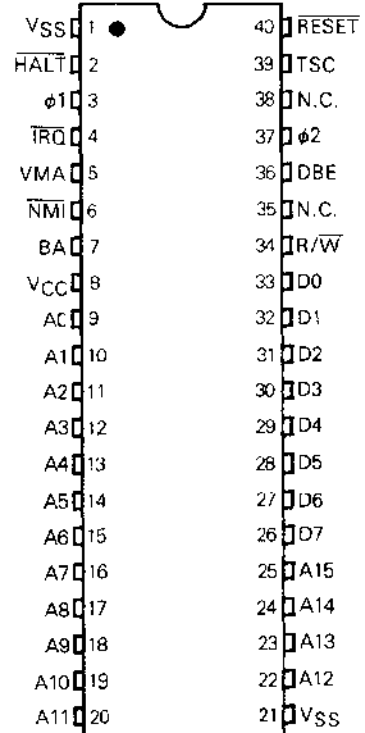 VSS 1 40 RESET
HALT 2 39 TSC
φ1 3 38 N.C.
IRQ 4 37 φ2
VMA 5 36 DBE
NMI 6 35 N.C.
BA 7 34 R/W
VCC 8 33 D0
A0 9 32 D1
A1 10 31 D2
A2 11 30 D3
A3 12 29 D4
A4 13 28 D5
A5 14 27 D6
A6 15 26 D7
A7 16 25 A15
A8 17 24 A14
A9 18 23 A13
A10 19 22 A12
A11 20 21 VSS